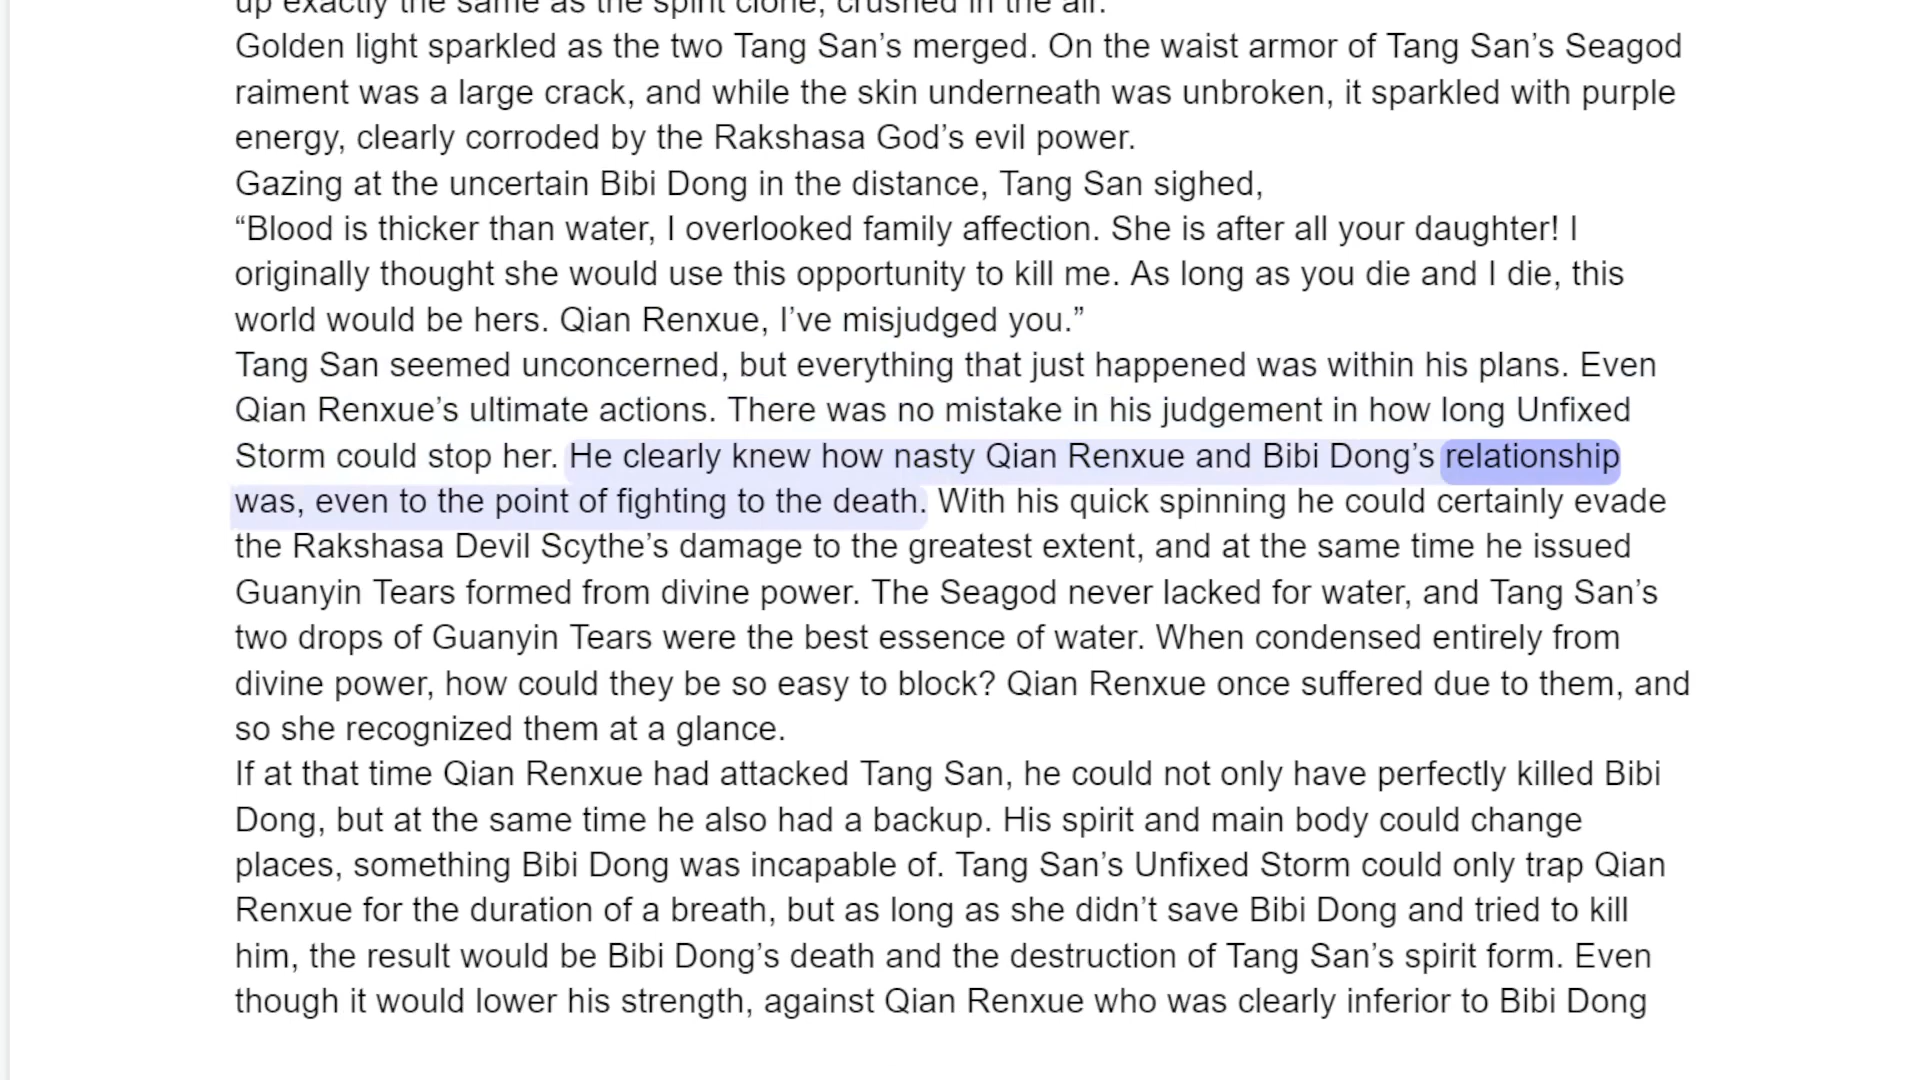 up exactly the same as the spirit clone, crushed in the air.
Golden light sparkled as the two Tang San’s merged. On the waist armor of Tang San’s Seagod
raiment was a large crack, and while the skin underneath was unbroken, it sparkled with purple
energy, clearly corroded by the Rakshasa God’s evil power.
Gazing at the uncertain Bibi Dong in the distance, Tang San sighed,
“Blood is thicker than water, I overlooked family affection. She is after all your daughter! I
originally thought she would use this opportunity to kill me. As long as you die and I die, this
world would be hers. Qian Renxue, I’ve misjudged you.”
Tang San seemed unconcerned, but everything that just happened was within his plans. Even
Qian Renxue’s ultimate actions. There was no mistake in his judgement in how long Unfixed
Storm could stop her. He clearly knew how nasty Qian Renxue and Bibi Dong’s relationship
was, even to the point of fighting to the death. With his quick spinning he could certainly evade
the Rakshasa Devil Scythe’s damage to the greatest extent, and at the same time he issued
Guanyin Tears formed from divine power. The Seagod never lacked for water, and Tang San’s
two drops of Guanyin Tears were the best essence of water. When condensed entirely from
divine power, how could they be so easy to block? Qian Renxue once suffered due to them, and
so she recognized them at a glance.
If at that time Qian Renxue had attacked Tang San, he could not only have perfectly killed Bibi
Dong, but at the same time he also had a backup. His spirit and main body could change
places, something Bibi Dong was incapable of. Tang San’s Unfixed Storm could only trap Qian
Renxue for the duration of a breath, but as long as she didn’t save Bibi Dong and tried to kill
him, the result would be Bibi Dong’s death and the destruction of Tang San’s spirit form. Even
though it would lower his strength, against Qian Renxue who was clearly inferior to Bibi Dong